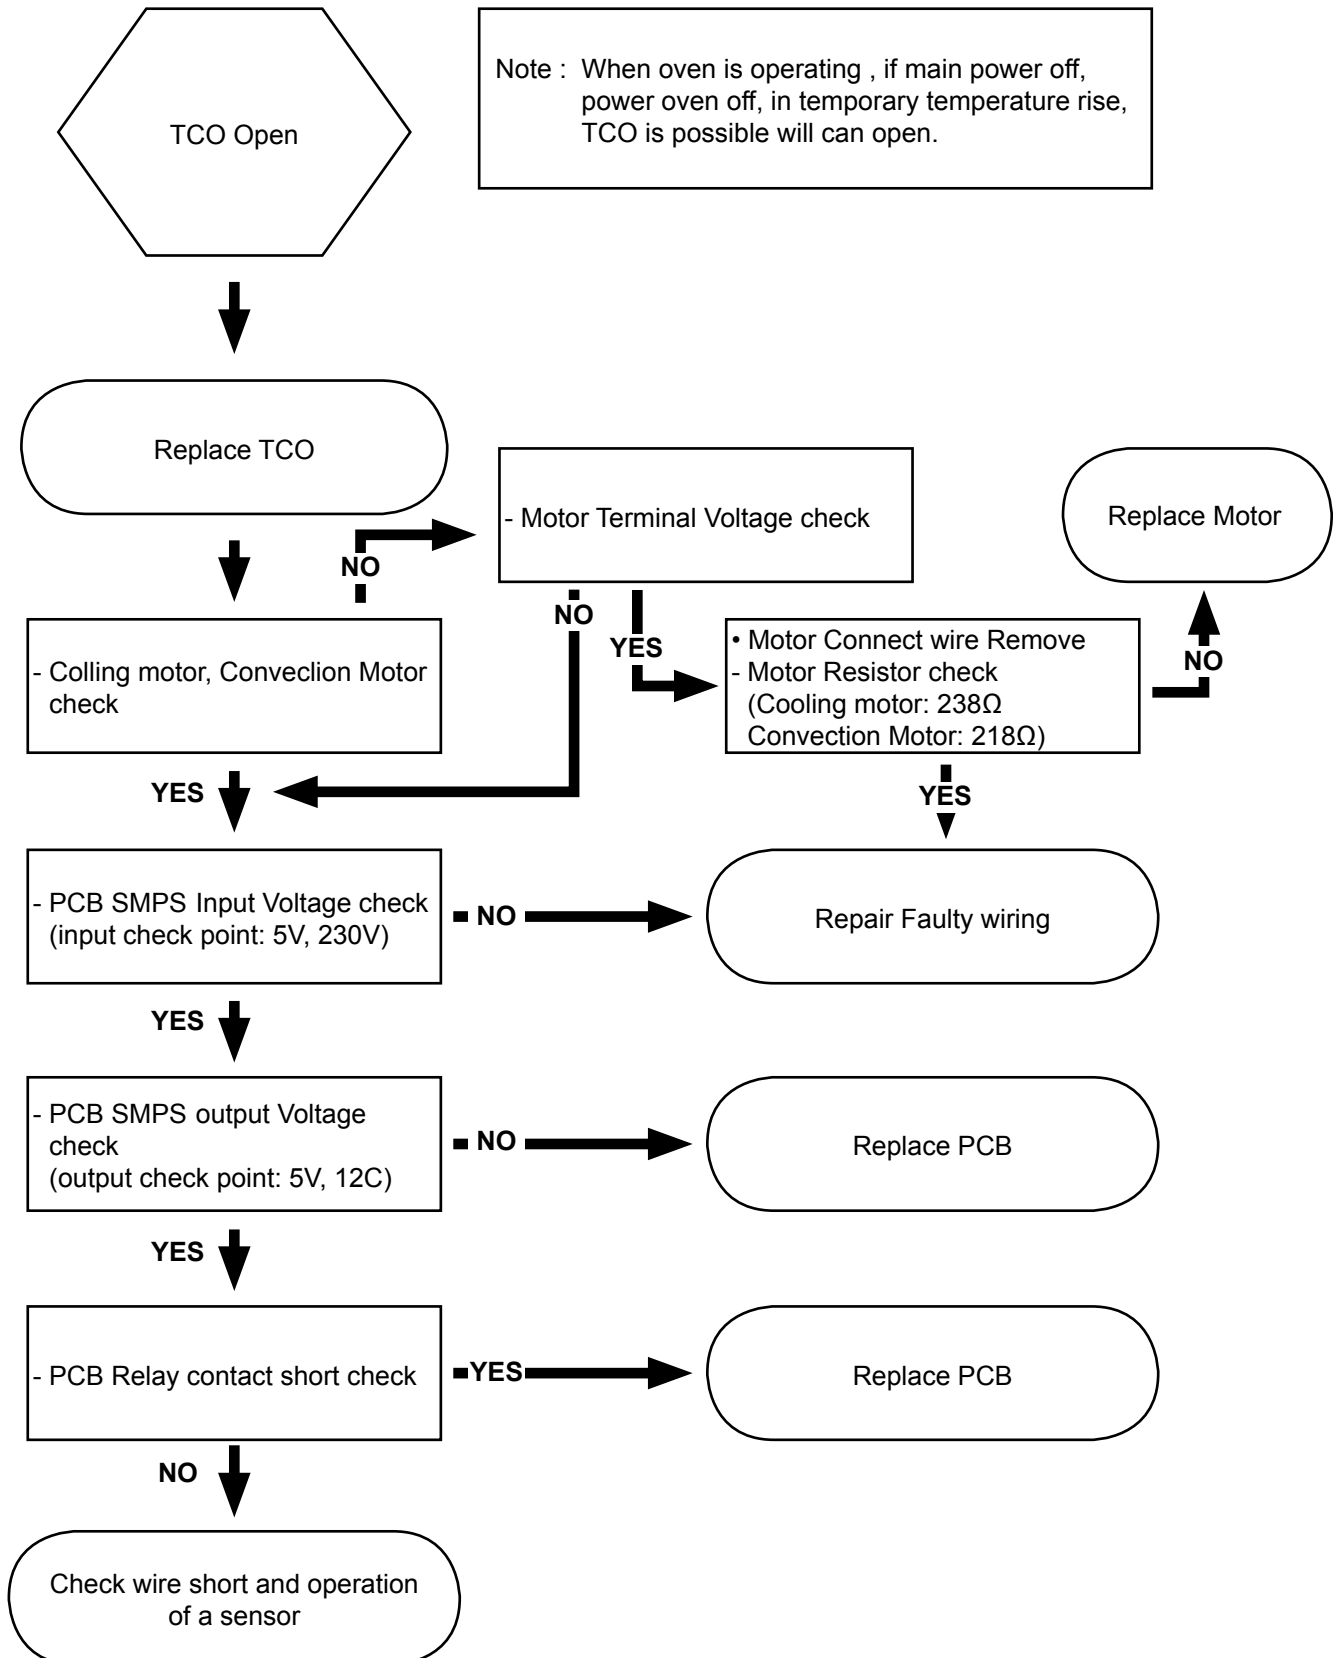 TCO Open
Note : When oven is operating , if main power off,
power oven off, in temporary temperature rise,
TCO is possible will can open.
Replace TCO
- Motor Terminal Voltage check
Replace Motor
NO
NO
YES
- Colling motor, Conveclion Motor
check
• Motor Connect wire Remove
- Motor Resistor check
(Cooling motor: 238Ω
Convection Motor: 218Ω)
NO
YES
YES
- PCB SMPS Input Voltage check
(input check point: 5V, 230V)
NO
Repair Faulty wiring
YES
- PCB SMPS output Voltage
check
(output check point: 5V, 12C)
NO
Replace PCB
YES
- PCB Relay contact short check
YES
Replace PCB
NO
Check wire short and operation
of a sensor